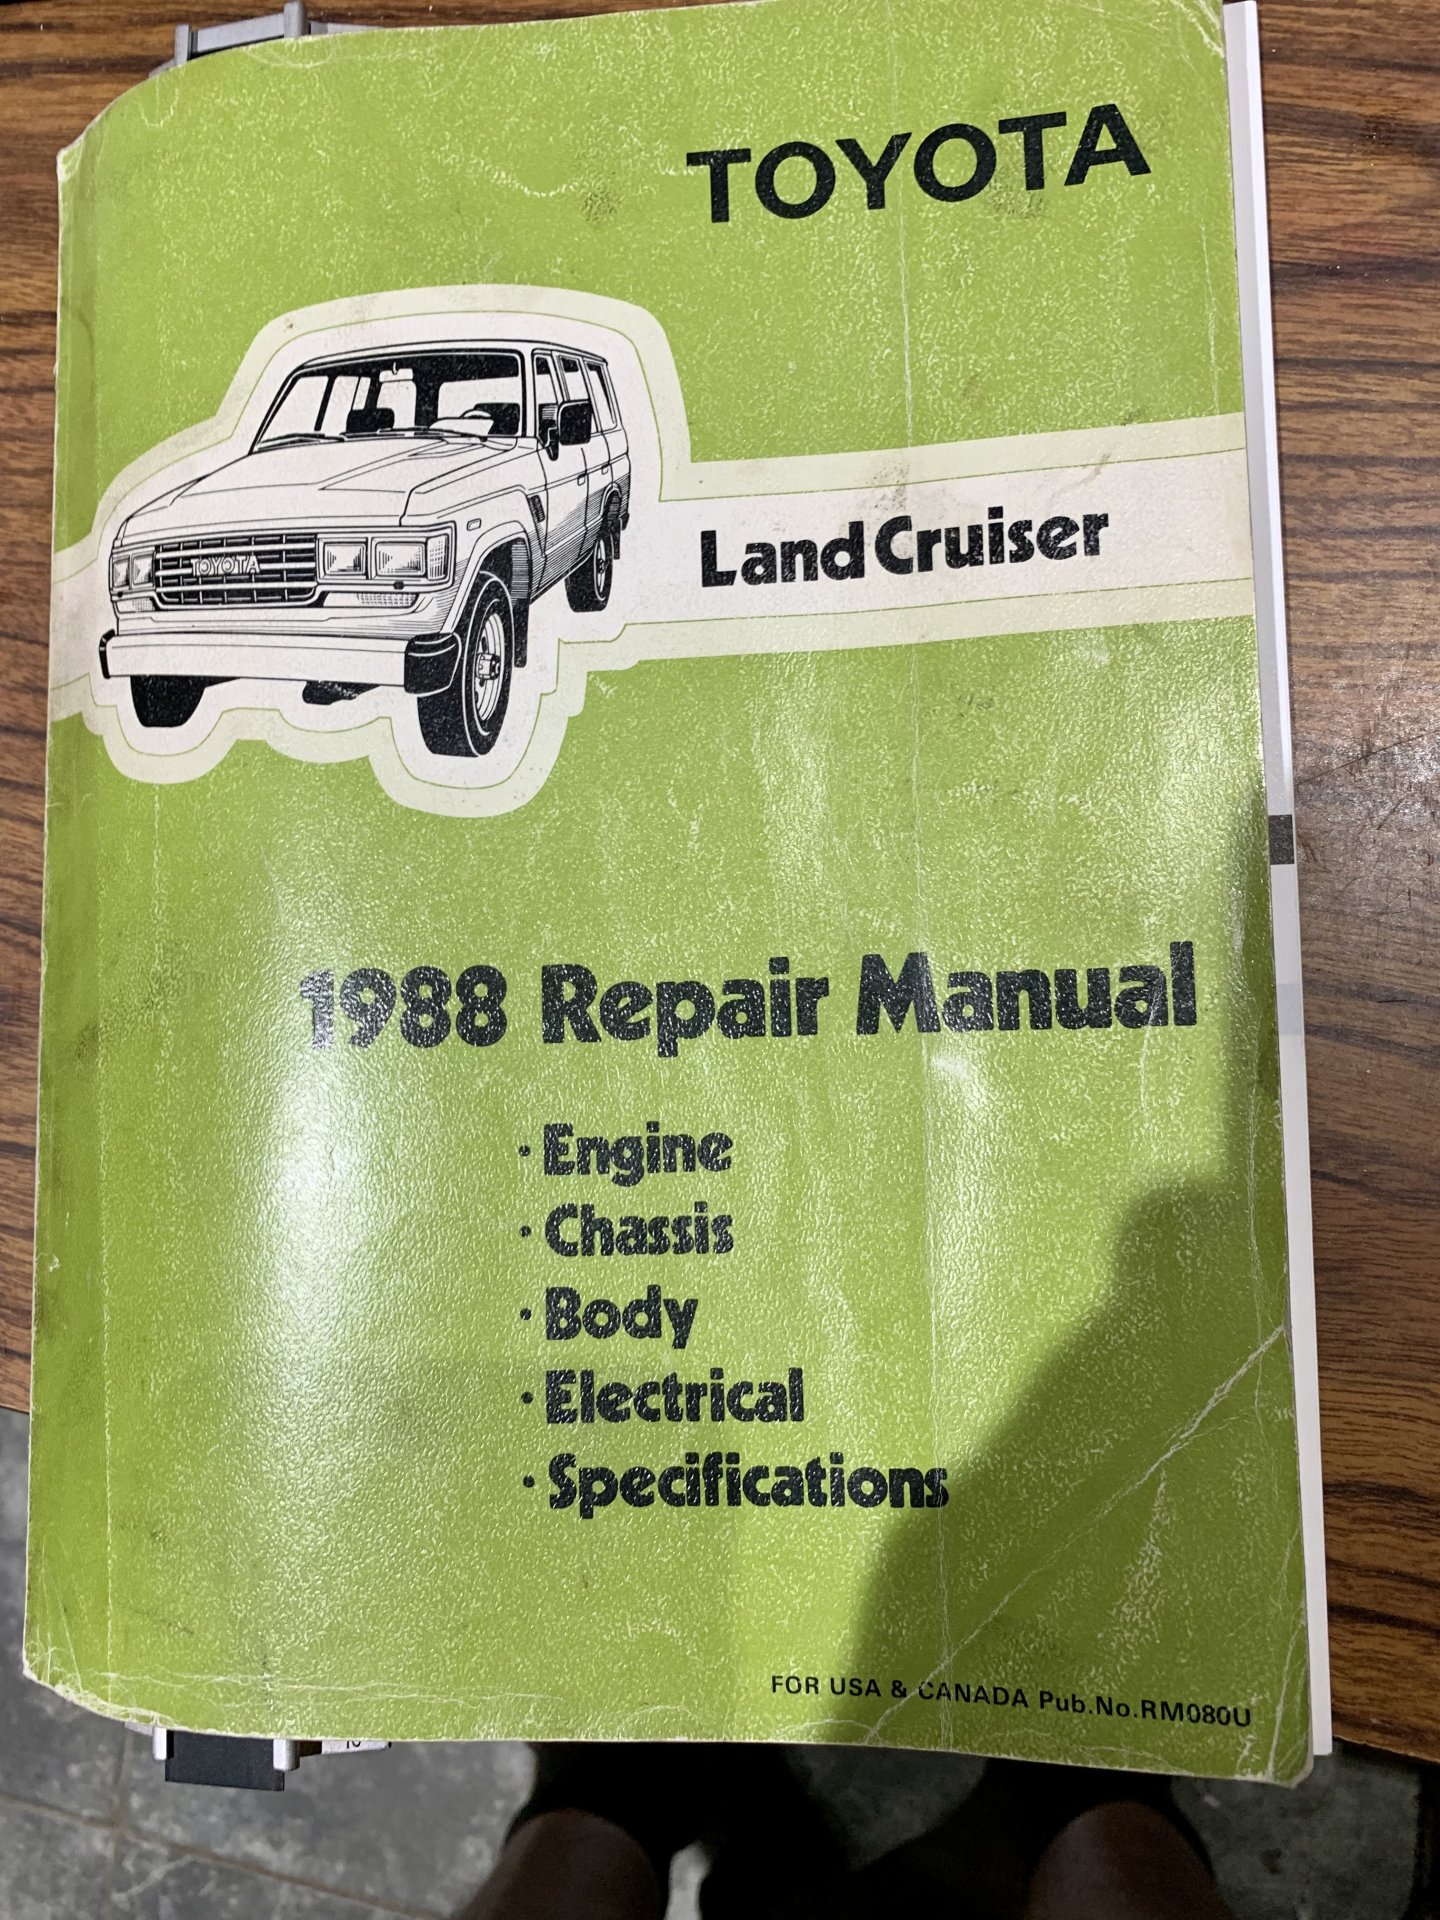 TOYOTA
TOYOTA
Land Cruiser
1988 Repair Manual
• Engine
• Chassis
• Body
• Electrical
• Specifications
FOR USA & CANADA Pub.No.RM080U